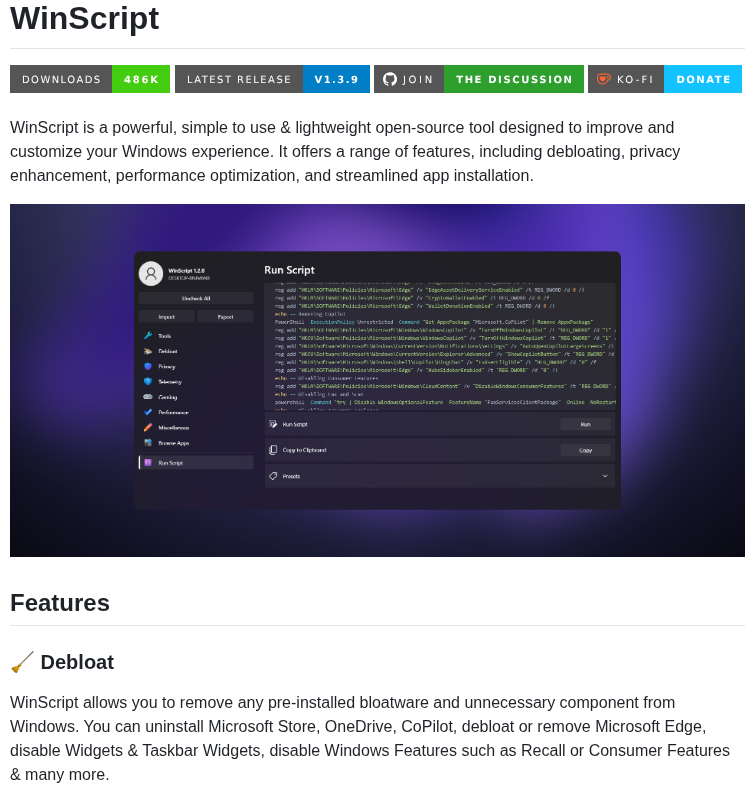 WinScript
DOWNLOADS 486K LATEST RELEASE V1.3.9 JOIN THE DISCUSSION KO-FI DONATE
WinScript is a powerful, simple to use & lightweight open-source tool designed to improve and
customize your Windows experience. It offers a range of features, including debloating, privacy
enhancement, performance optimization, and streamlined app installation.
WinScript 1.2.0
Uncheck All
Import Export
Tools
Debloat
Privacy
Telemetry
Gaming
Performance
Miscellaneous
Browse Apps
Run Script
Run Script
echo -- Removing Copilot
Run Script Run
Copy to Clipboard Copy
Presets
Features
Debloat
WinScript allows you to remove any pre-installed bloatware and unnecessary component from
Windows. You can uninstall Microsoft Store, OneDrive, CoPilot, debloat or remove Microsoft Edge,
disable Widgets & Taskbar Widgets, disable Windows Features such as Recall or Consumer Features
& many more.